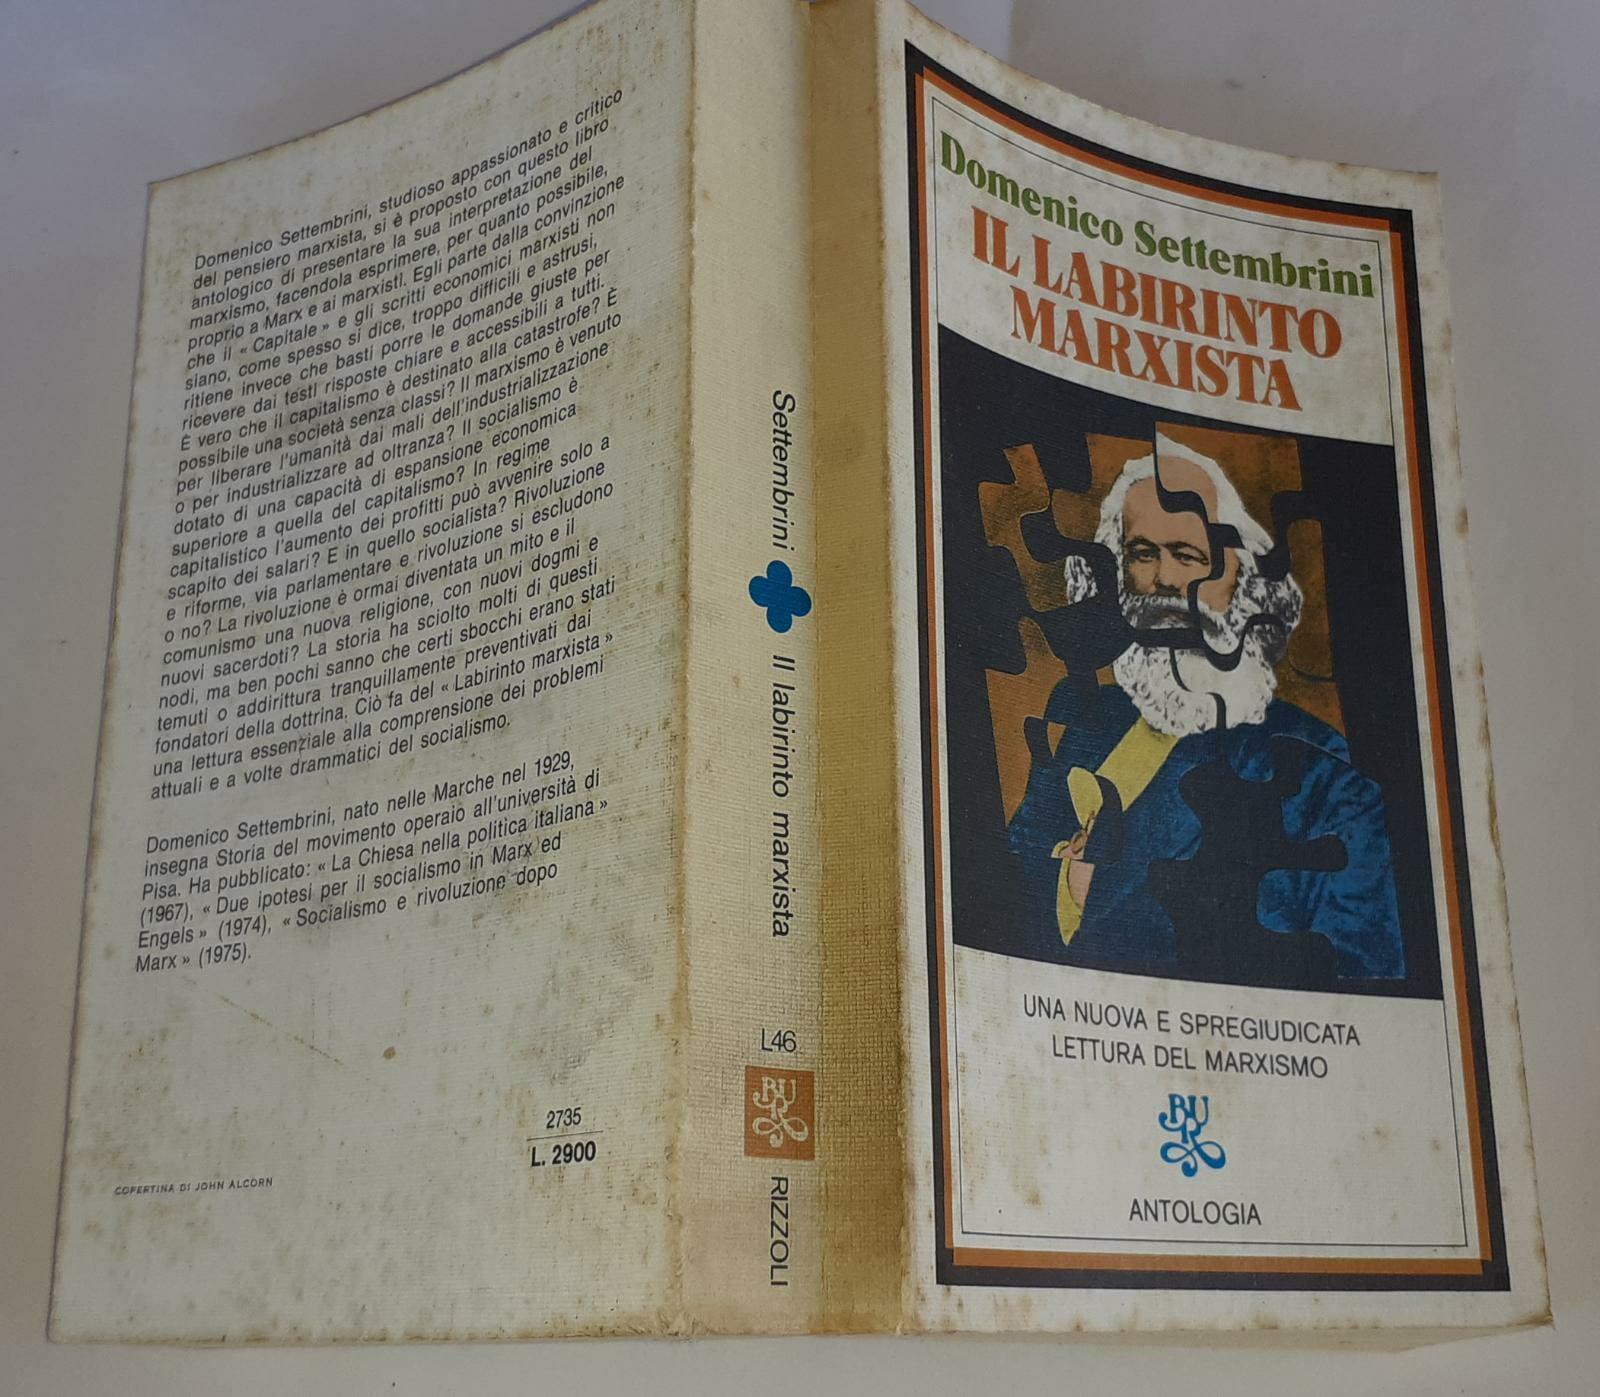 Domenico Settembrini, studioso appassionato e critico
del pensiero marxista, si è proposto con questo libro
antologico di presentare la sua interpretazione del
marxismo, facendola esprimere, per quanto possibile,
proprio a Marx e ai marxisti. Egli parte dalla convinzione
che il « Capitale » e gli scritti economici marxisti non
siano, come spesso si dice, troppo difficili e astrusi,
ritiene invece che basti porre le domande giuste per
ricevere dai testi risposte chiare e accessibili a tutti.
È vero che il capitalismo è destinato alla catastrofe? È
possibile una società senza classi? Il marxismo è venuto
per liberare l'umanità dai mali dell'industrializzazione
o per industrializzare ad oltranza? Il socialismo è
dotato di una capacità di espansione economica
superiore a quella del capitalismo? In regime
capitalistico l'aumento dei profitti può avvenire solo a
scapito dei salari? E in quello socialista? Rivoluzione
e riforme, via parlamentare e rivoluzione si escludono
o no? La rivoluzione è ormai diventata un mito e il
comunismo una nuova religione, con nuovi dogmi e
nuovi sacerdoti? La storia ha sciolto molti di questi
nodi, ma ben pochi sanno che certi sbocchi erano stati
temuti o addirittura tranquillamente preventivati dai
fondatori della dottrina. Ciò fa del « Labirinto marxista »
una lettura essenziale alla comprensione dei problemi
attuali e a volte drammatici del socialismo.
Domenico Settembrini, nato nelle Marche nel 1929,
insegna Storia del movimento operaio all'università di
Pisa. Ha pubblicato: « La Chiesa nella politica italiana »
(1967), « Due ipotesi per il socialismo in Marx ed
Engels » (1974), « Socialismo e rivoluzione dopo
Marx » (1975).
2735
L. 2900
COPERTINA DI JOHN ALCORN
Settembrini Il labirinto marxista
L46
BUR
RIZZOLI
Domenico Settembrini
IL LABIRINTO
MARXISTA
UNA NUOVA E SPREGIUDICATA
LETTURA DEL MARXISMO
BUR
ANTOLOGIA